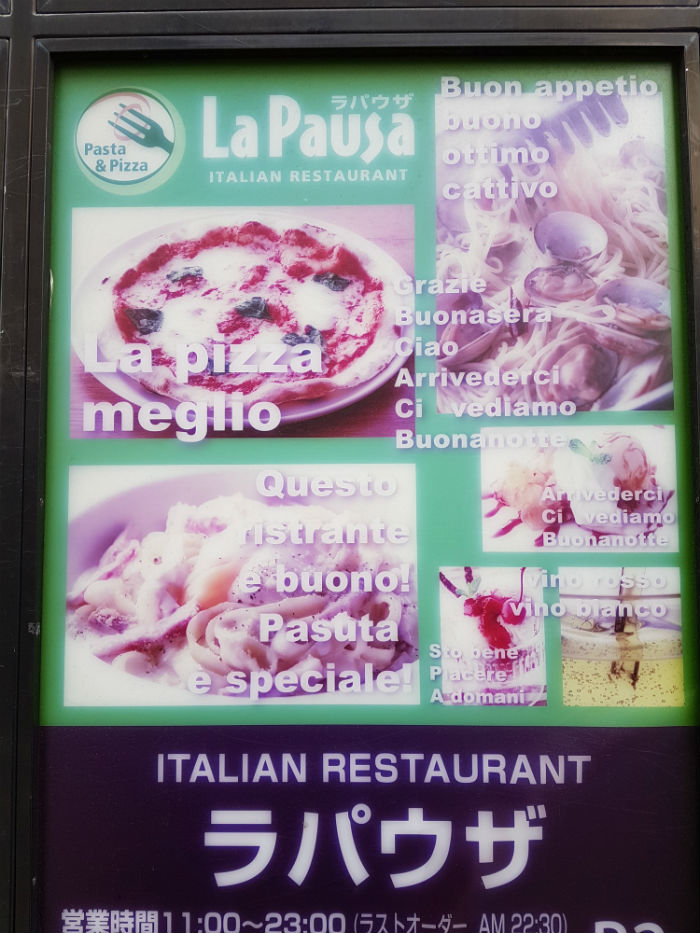 Pasta
& Pizza
ラパウザ
La Pausa
ITALIAN RESTAURANT
Buon appetio
buono
ottimo
cattivo
Grazie
Buonasera
Ciao
Arrivederci
Ci vediamo
Buonanotte
La pizza
meglio
Questo
ristrante
e buono!
Pasuta
e speciale!
Arrivederci
Ci vediamo
Buonanotte
vino rosso
vino bianco
Sto bene
Piacere
A domani
ITALIAN RESTAURANT
ラパウザ
営業時間11:00～23:00(ラストオーダー AM 22:30)